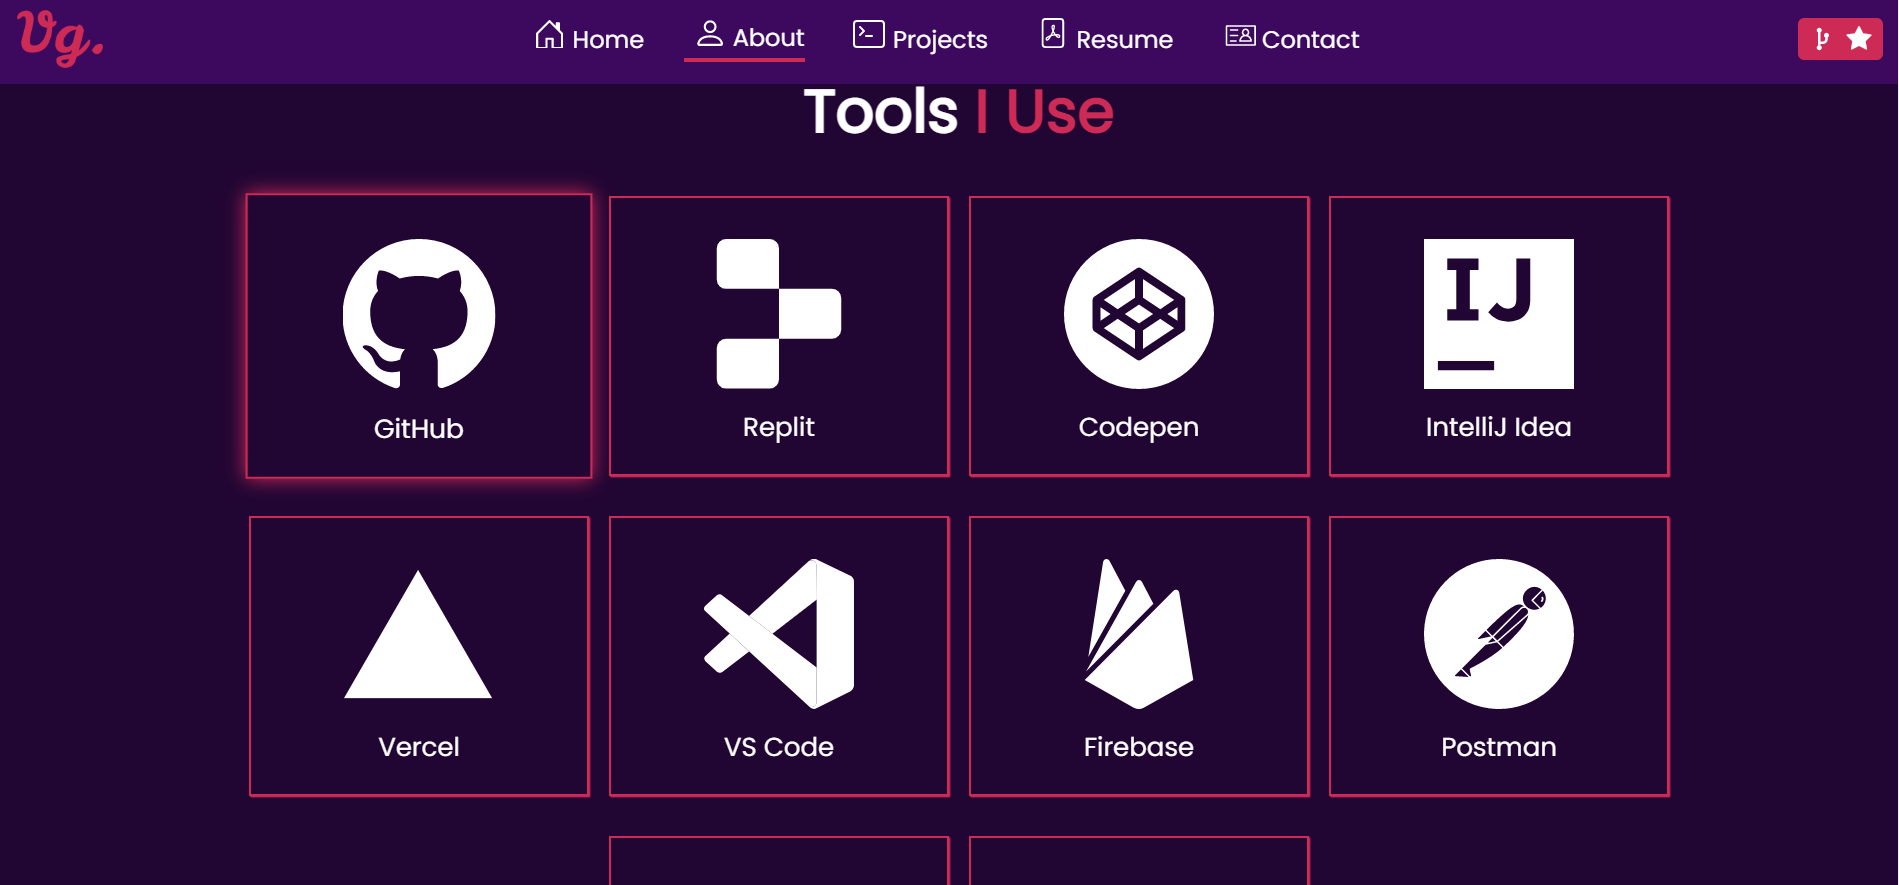 Vg.
Home
About
Projects
Resume
Contact
Tools I Use
GitHub
Replit
Codepen
IJ
IntelliJ Idea
Vercel
VS Code
Firebase
Postman